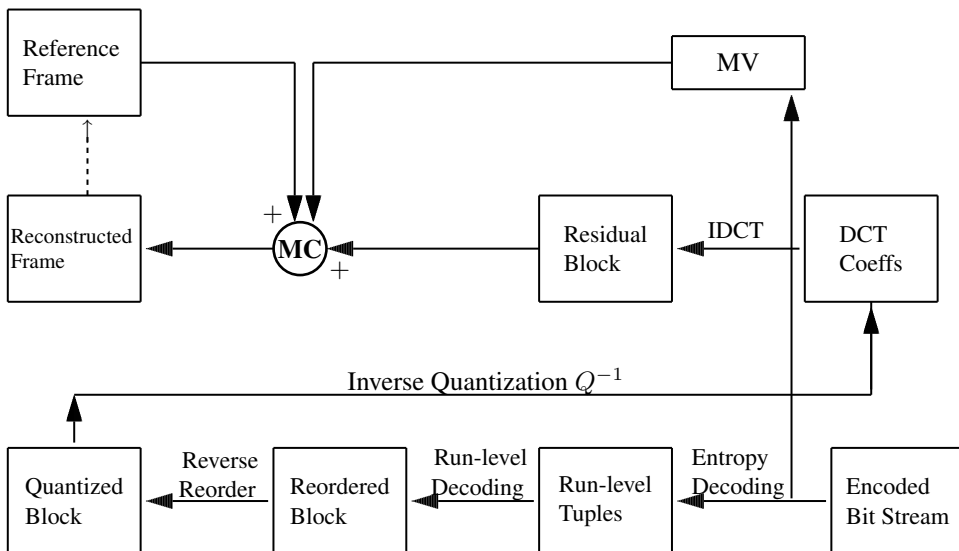 Reference
Frame
MV
+
Reconstructed
Frame
MC
+
Residual
Block
IDCT
DCT
Coeffs
Inverse Quantization Q⁻¹
Quantized
Block
Reverse
Reorder
Reordered
Block
Run-level
Decoding
Run-level
Tuples
Entropy
Decoding
Encoded
Bit Stream